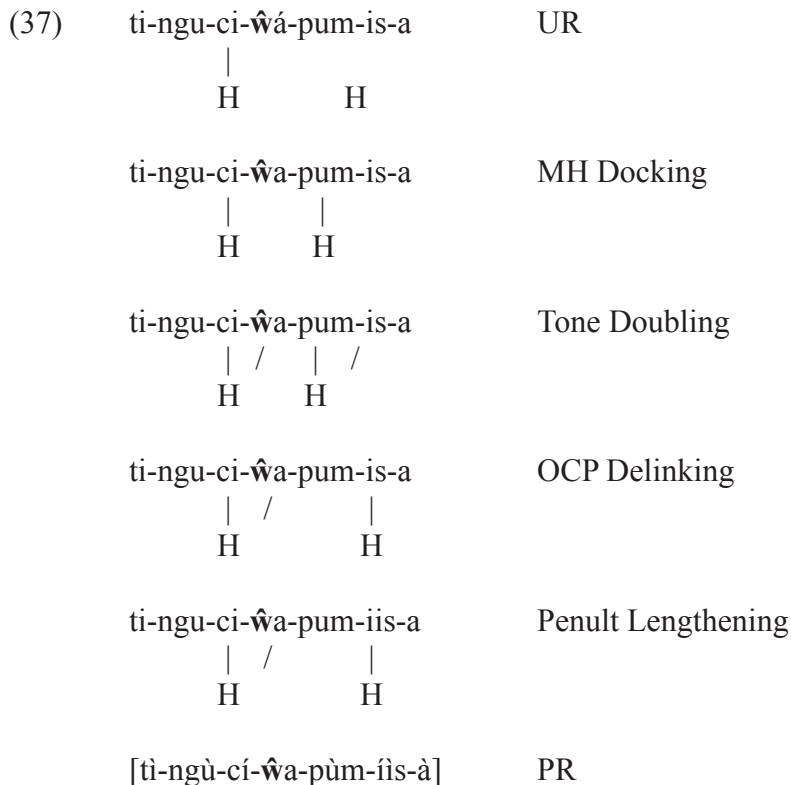 (37) ti-ngu-ci-ŵá-pum-is-a UR
|
H H
ti-ngu-ci-ŵa-pum-is-a MH Docking
| |
H H
ti-ngu-ci-ŵa-pum-is-a Tone Doubling
| / | /
H H
ti-ngu-ci-ŵa-pum-is-a OCP Delinking
| / |
H H
ti-ngu-ci-ŵa-pum-iis-a Penult Lengthening
| / |
H H
[tì-ngù-cí-ŵa-pùm-íìs-à] PR